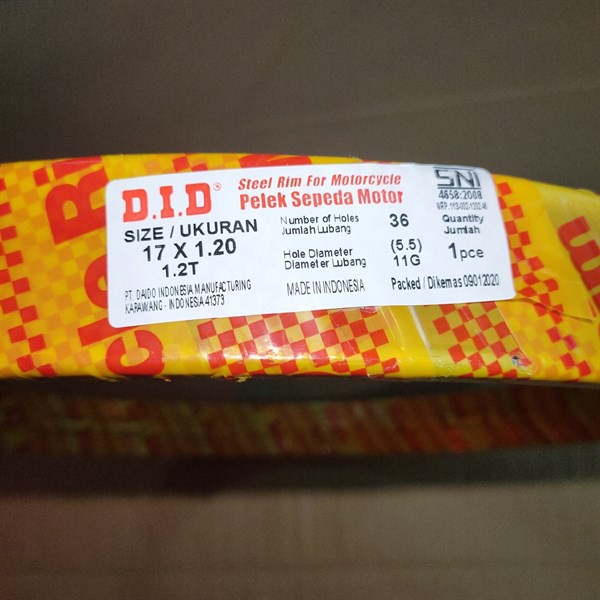 D.I.D®
Steel Rim For Motorcycle
Pelek Sepeda Motor
SNI
4658:2008
SIZE / UKURAN
17 X 1.20
1.2T
Number of Holes
Jumlah Lubang
36
Quantity
Jumlah
Hole Diameter
Diameter Lubang
(5.5)
11G
1 pce
PT. DAIDO INDONESIA MANUFACTURING
KARAWANG - INDONESIA 41373
MADE IN INDONESIA
Packed / Dikemas 09012020